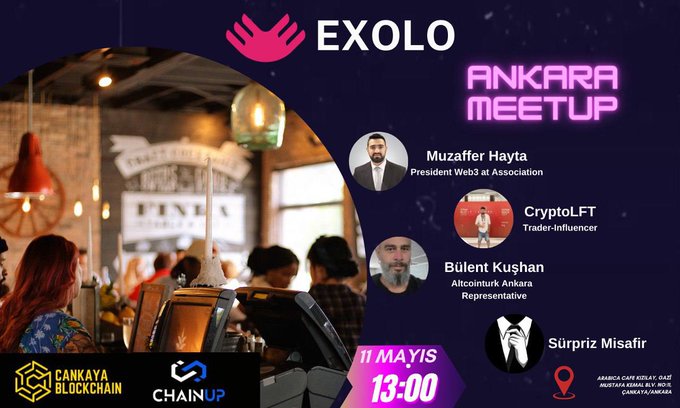 EXOLO
ANKARA
MEETUP
Muzaffer Hayta
President Web3 at Association
CryptoLFT
Trader-Influencer
Bülent Kuşhan
Altcointurk Ankara
Representative
Sürpriz Misafir
11 MAYIS
13:00
ARABICA CAFE KIZILAY, GAZİ
MUSTAFA KEMAL BLV. NO:11,
ÇANKAYA/ANKARA
CANKAYA
BLOCKCHAIN
CHAINUP